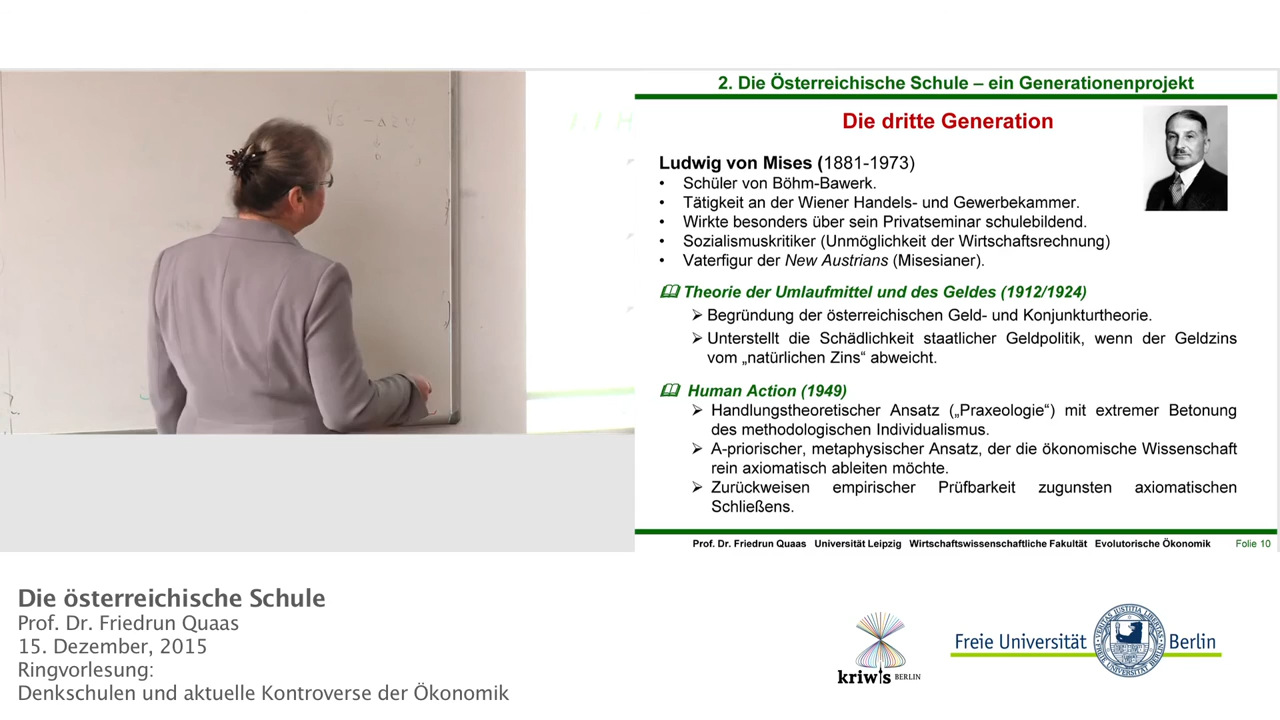 2. Die Österreichische Schule – ein Generationenprojekt
Die dritte Generation
Ludwig von Mises (1881-1973)
• Schüler von Böhm-Bawerk.
• Tätigkeit an der Wiener Handels- und Gewerbekammer.
• Wirkte besonders über sein Privatseminar schulebildend.
• Sozialismuskritiker (Unmöglichkeit der Wirtschaftsrechnung)
• Vaterfigur der New Austrians (Misesianer).
Theorie der Umlaufmittel und des Geldes (1912/1924)
Begründung der österreichischen Geld- und Konjunkturtheorie.
Unterstellt die Schädlichkeit staatlicher Geldpolitik, wenn der Geldzins
vom „natürlichen Zins“ abweicht.
Human Action (1949)
Handlungstheoretischer Ansatz („Praxeologie“) mit extremer Betonung
des methodologischen Individualismus.
A-priorischer, metaphysischer Ansatz, der die ökonomische Wissenschaft
rein axiomatisch ableiten möchte.
Zurückweisen empirischer Prüfbarkeit zugunsten axiomatischen
Schließens.
Prof. Dr. Friedrun Quaas Universität Leipzig Wirtschaftswissenschaftliche Fakultät Evolutorische Ökonomik Folie 10
Die österreichische Schule
Prof. Dr. Friedrun Quaas
15. Dezember, 2015
Ringvorlesung:
Denkschulen und aktuelle Kontroverse der Ökonomik
kriwis BERLIN
Freie Universität Berlin